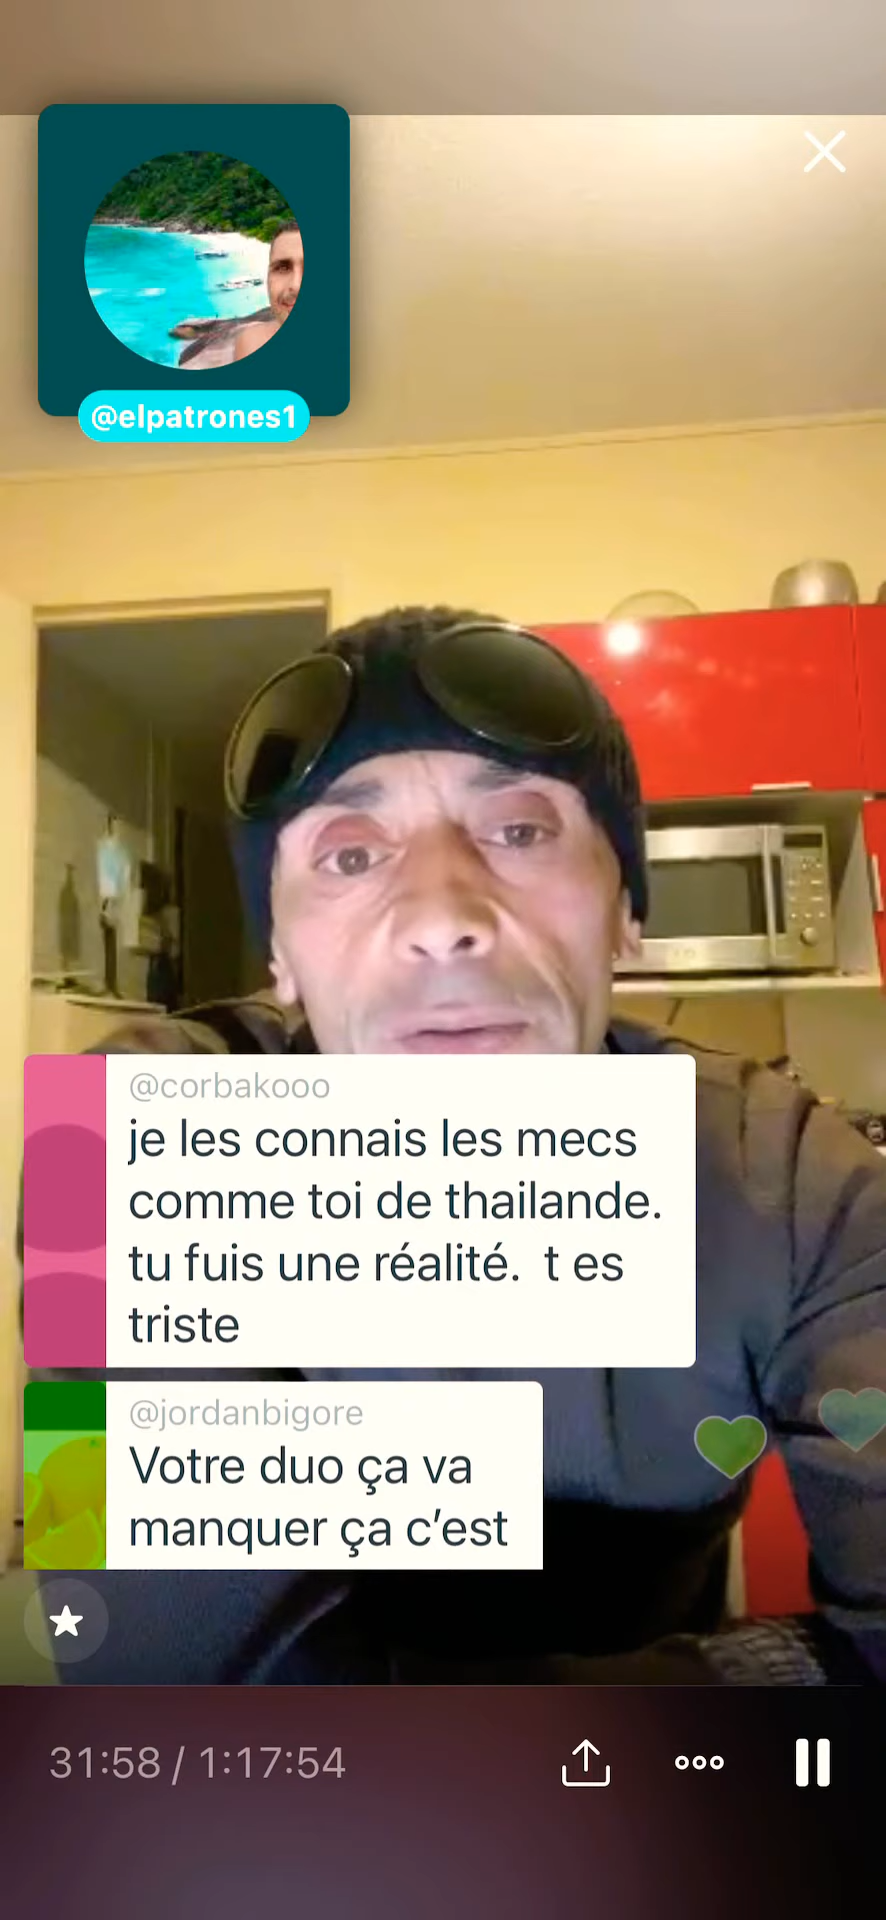 @elpatrones1
@corbakooo
je les connais les mecs
comme toi de thailande.
tu fuis une réalité.  t es
triste
@jordanbigore
Votre duo ça va
manquer ça c’est
31:58 / 1:17:54